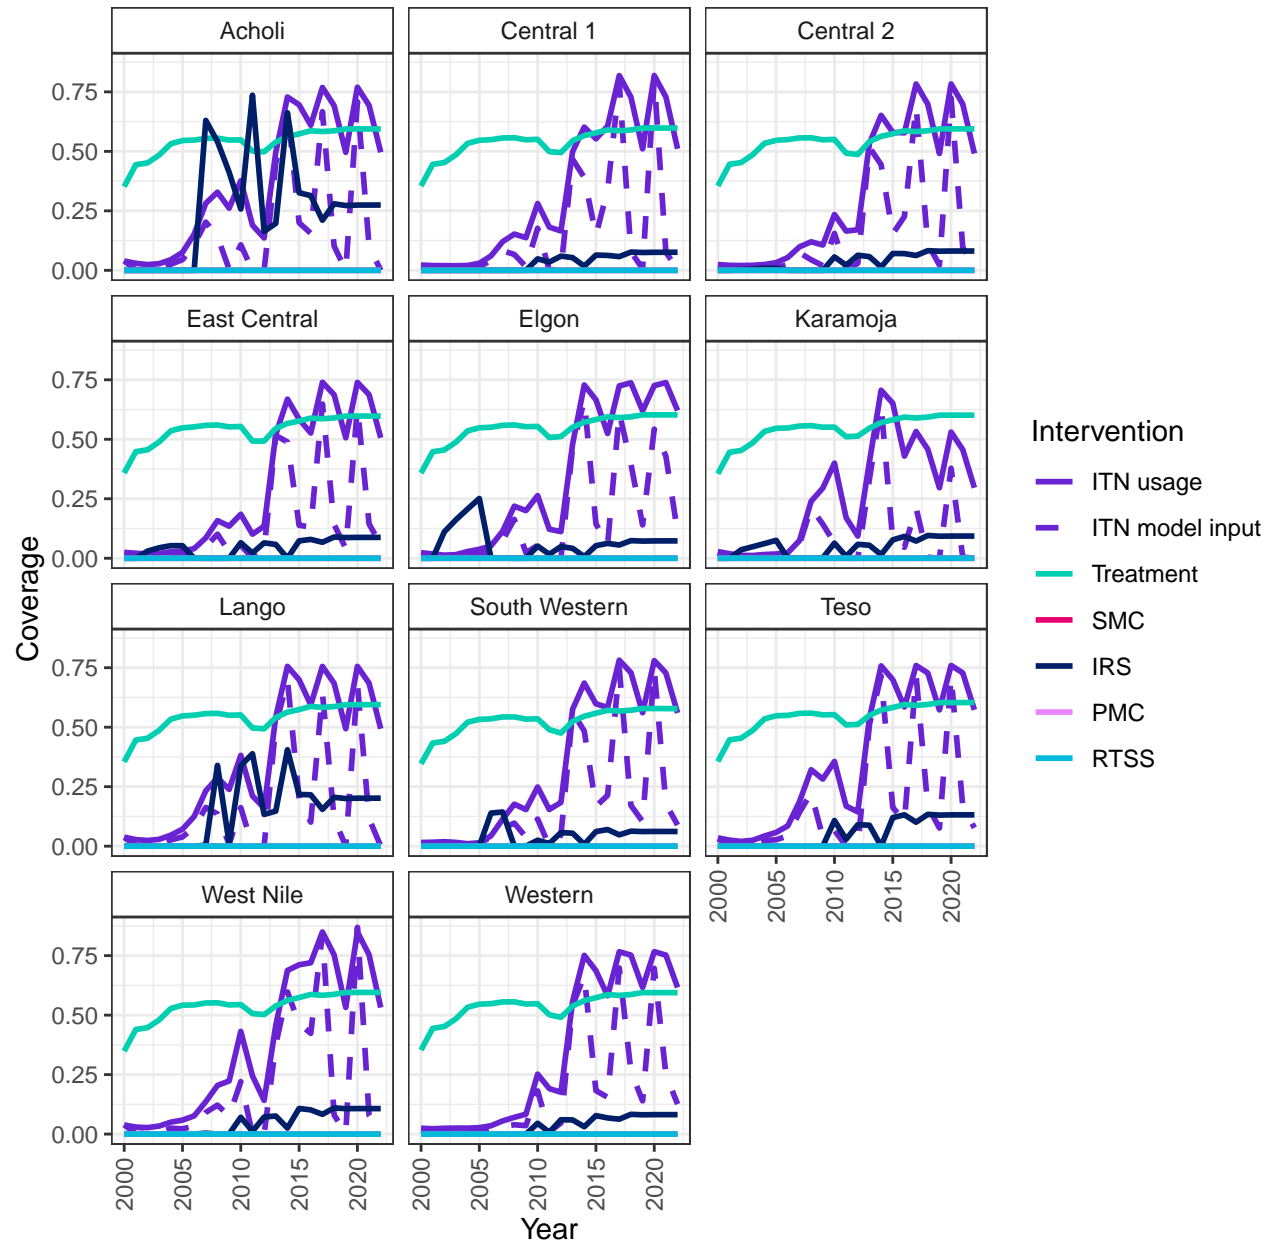 Acholi
Central 1
Central 2
0.75
0.50
0.25
0.00
East Central
Elgon
Karamoja
0.75
0.50
0.25
0.00
Lango
South Western
Teso
0.75
0.50
0.25
0.00
2000
2005
2010
2015
2020
West Nile
Western
0.75
0.50
0.25
0.00
2000
2005
2010
2015
2020
2000
2005
2010
2015
2020
Year
Coverage
Intervention
ITN usage
ITN model input
Treatment
SMC
IRS
PMC
RTSS